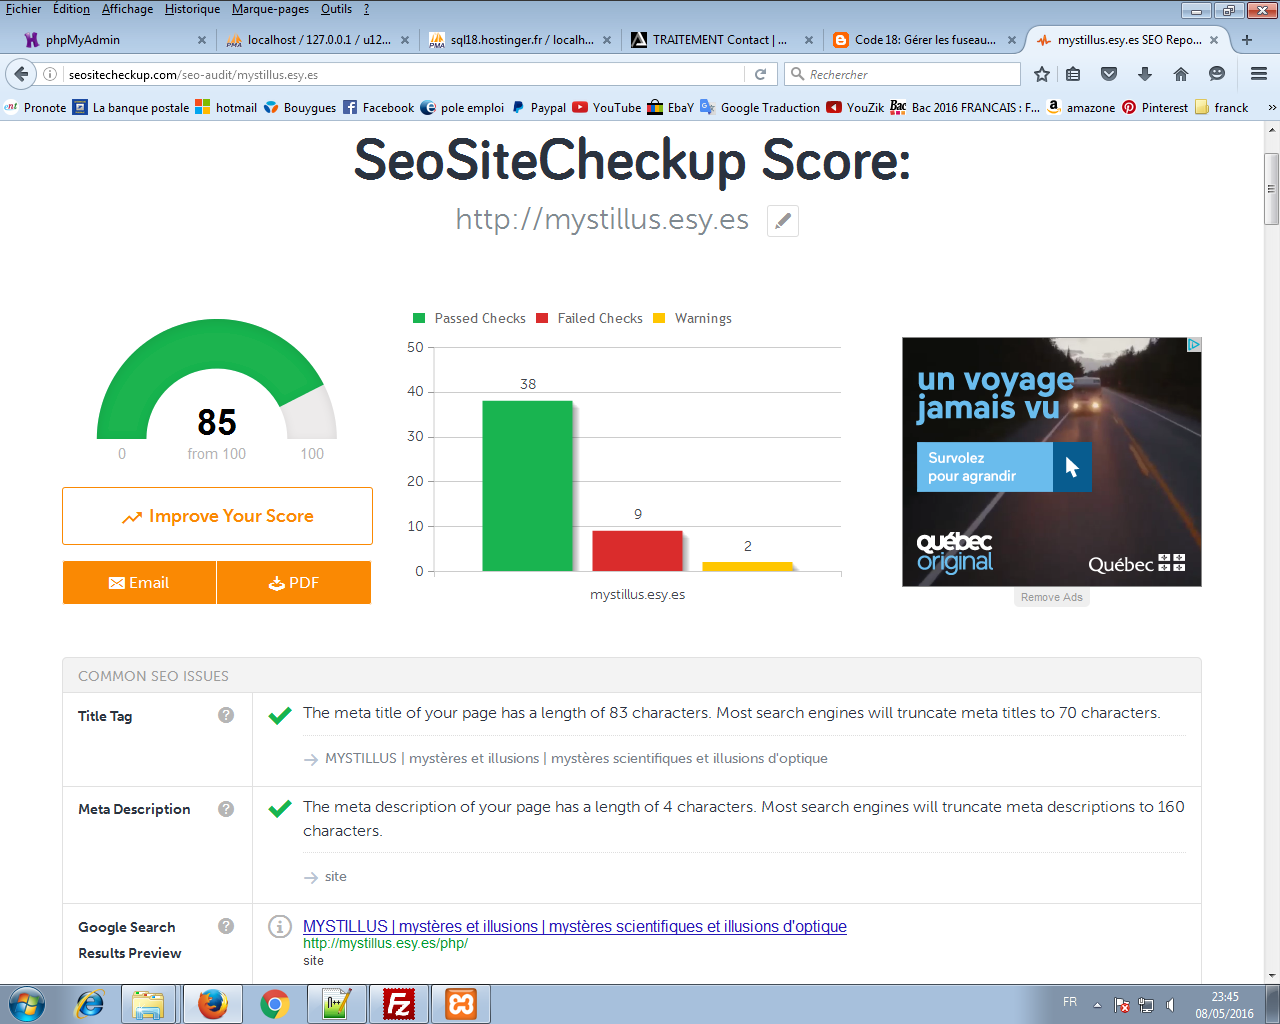 Fichier Édition Affichage Historique Marque-pages Outils ?
phpMyAdmin
localhost / 127.0.0.1 / u12...
sql18.hostinger.fr / localh...
TRAITEMENT Contact | ...
Code 18: Gérer les fuseau...
mystillus.esy.es SEO Repo...
seositecheckup.com/seo-audit/mystillus.esy.es
Rechercher
Pronote La banque postale hotmail Bouygues Facebook pole emploi Paypal YouTube EbaY Google Traduction YouZik Bac 2016 FRANCAIS : F... amazone Pinterest franck »
SeoSiteCheckup Score:
http://mystillus.esy.es
85
0 from 100 100
Improve Your Score
Email PDF
Passed Checks Failed Checks Warnings
50
40
30
20
10
0
38
9
2
mystillus.esy.es
un voyage
jamais vu
Survolez
pour agrandir
québec
original
Québec
Remove Ads
COMMON SEO ISSUES
Title Tag ?
The meta title of your page has a length of 83 characters. Most search engines will truncate meta titles to 70 characters.
MYSTILLUS | mystères et illusions | mystères scientifiques et illusions d'optique
Meta Description ?
The meta description of your page has a length of 4 characters. Most search engines will truncate meta descriptions to 160
characters.
site
Google Search ?
Results Preview
MYSTILLUS | mystères et illusions | mystères scientifiques et illusions d'optique
http://mystillus.esy.es/php/
site
FR
23:45
08/05/2016